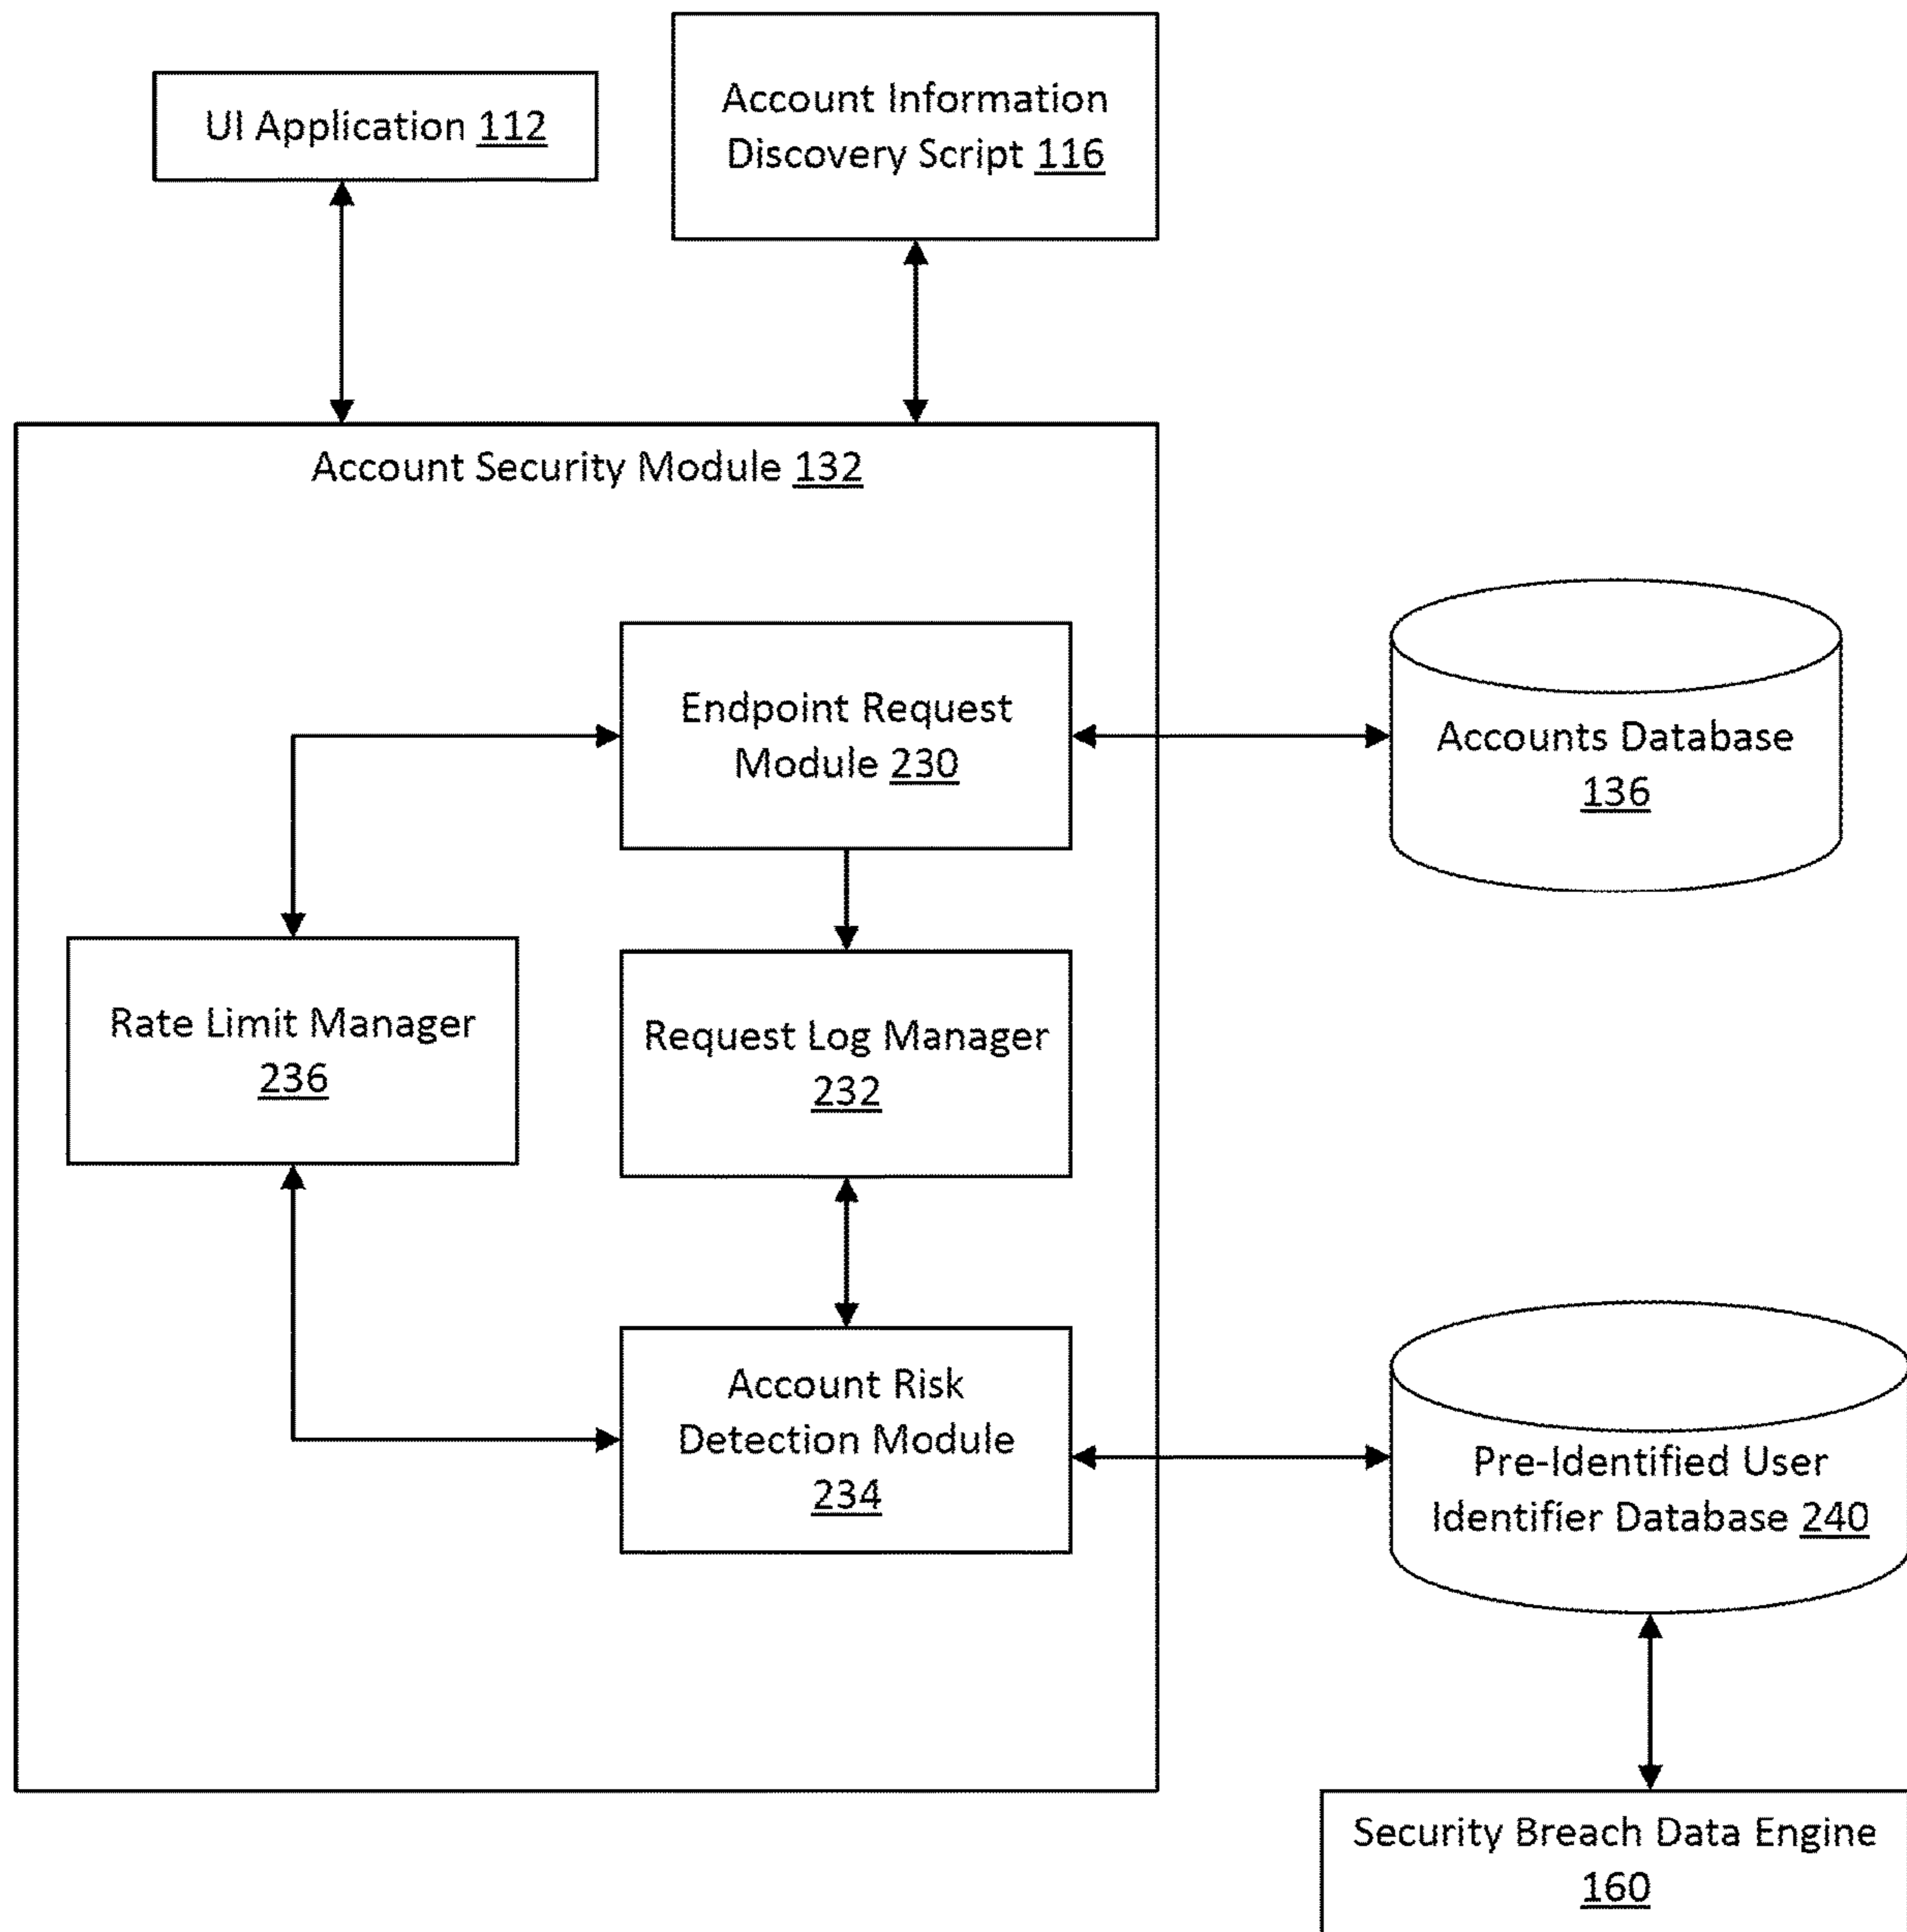 UI Application 112
Account Information
Discovery Script 116
Account Security Module 132
Endpoint Request
Module 230
Accounts Database
136
Rate Limit Manager
236
Request Log Manager
232
Account Risk
Detection Module
234
Pre-Identified User
Identifier Database 240
Security Breach Data Engine
160